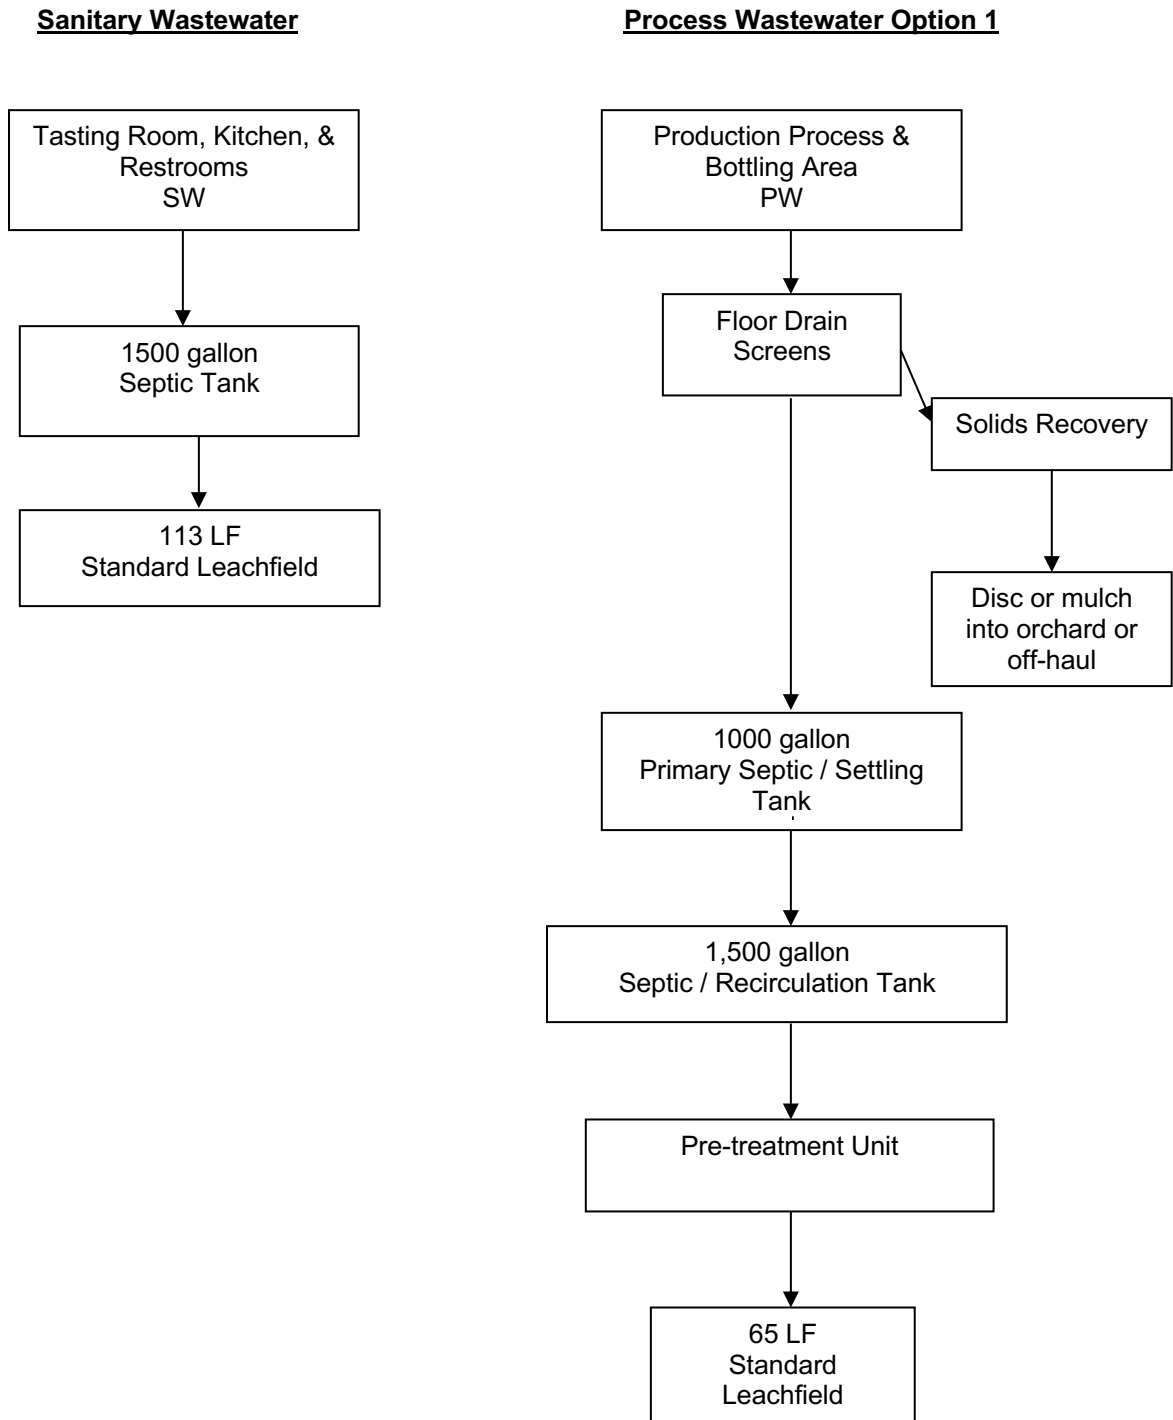 Sanitary Wastewater
Process Wastewater Option 1
Tasting Room, Kitchen, &
Restrooms
SW
1500 gallon
Septic Tank
113 LF
Standard Leachfield
Production Process &
Bottling Area
PW
Floor Drain
Screens
Solids Recovery
Disc or mulch
into orchard or
off-haul
1000 gallon
Primary Septic / Settling
Tank
1,500 gallon
Septic / Recirculation Tank
Pre-treatment Unit
65 LF
Standard
Leachfield